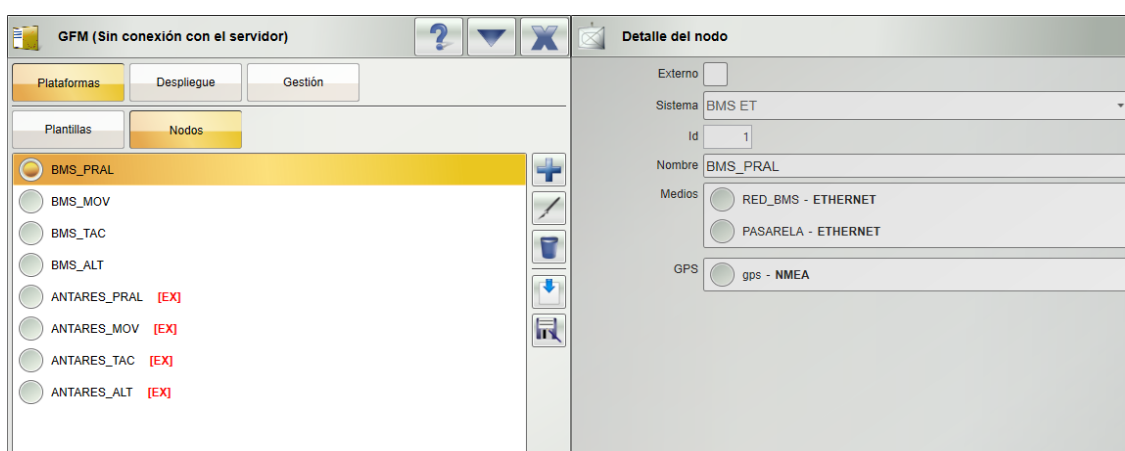 GFM (Sin conexión con el servidor)
?
X
Plataformas Despliegue Gestión
Plantillas Nodos
BMS_PRAL
BMS_MOV
BMS_TAC
BMS_ALT
ANTARES_PRAL [EX]
ANTARES_MOV [EX]
ANTARES_TAC [EX]
ANTARES_ALT [EX]
Detalle del nodo
Externo
Sistema BMS ET
Id 1
Nombre BMS_PRAL
Medios RED_BMS - ETHERNET
PASARELA - ETHERNET
GPS gps - NMEA